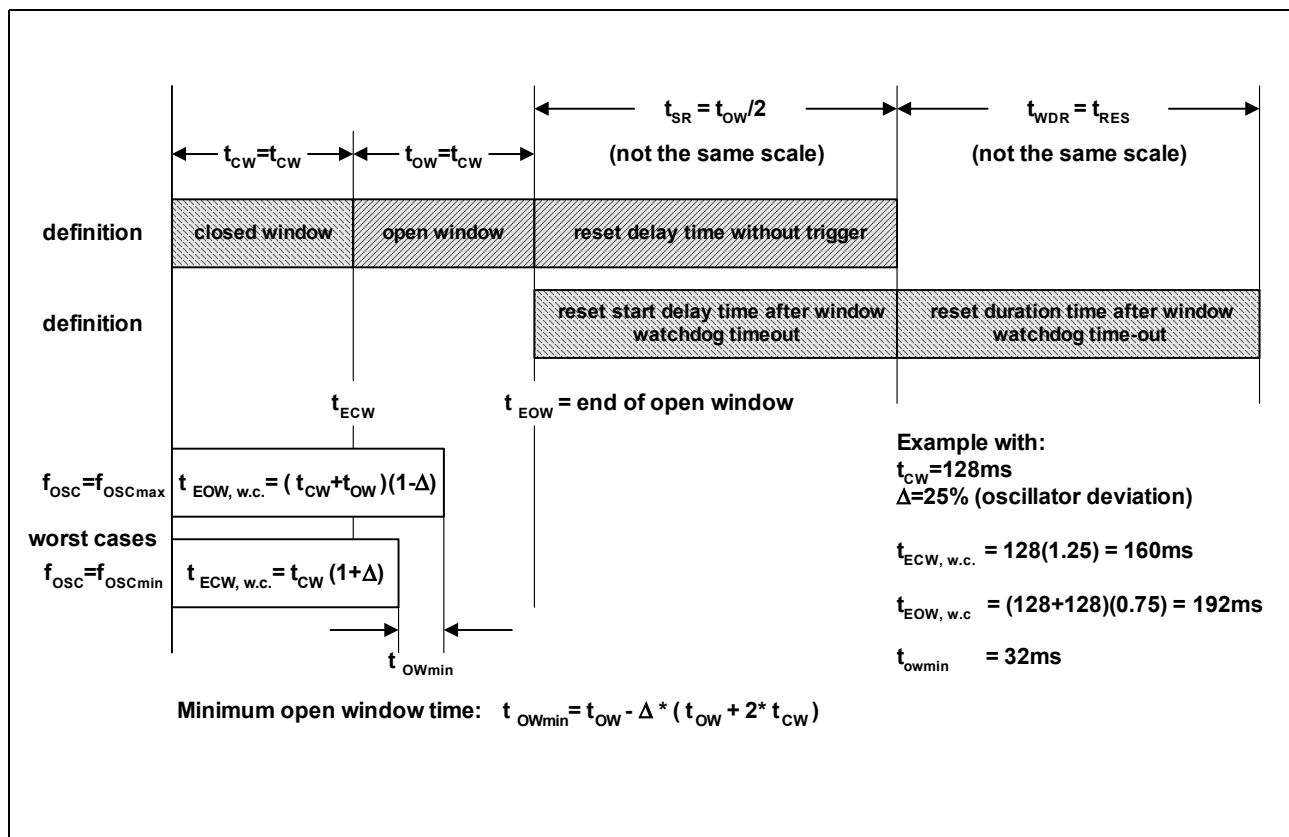 t_SR = t_OW/2
t_WDR = t_RES
t_CW=t_CW
t_OW=t_CW
(not the same scale)
(not the same scale)
definition
closed window
open window
reset delay time without trigger
definition
reset start delay time after window
watchdog timeout
reset duration time after window
watchdog time-out
t_ECW
t_EOW = end of open window
f_OSC=f_OSCmax
t_EOW, w.c.= ( t_CW+t_OW )(1-Δ)
worst cases
f_OSC=f_OSCmin
t_ECW, w.c.= t_CW (1+Δ)
t_OWmin
Example with:
t_CW=128ms
Δ=25% (oscillator deviation)
t_ECW, w.c. = 128(1.25) = 160ms
t_EOW, w.c = (128+128)(0.75) = 192ms
t_owmin = 32ms
Minimum open window time: t_OWmin= t_OW - Δ * ( t_OW + 2* t_CW )